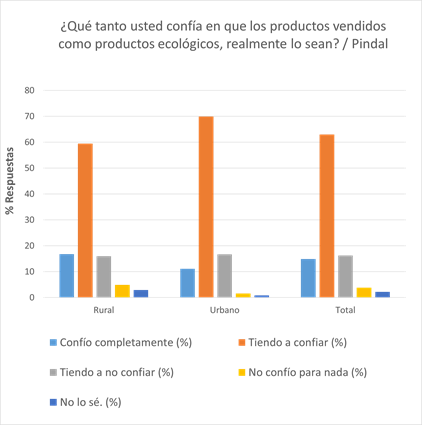 ¿Qué tanto usted confía en que los productos vendidos
como productos ecológicos, realmente lo sean? / Pindal
80
70
60
50
40
30
20
10
0
% Respuestas
Rural Urbano Total
Confío completamente (%) Tiendo a confiar (%)
Tiendo a no confiar (%) No confío para nada (%)
No lo sé. (%)